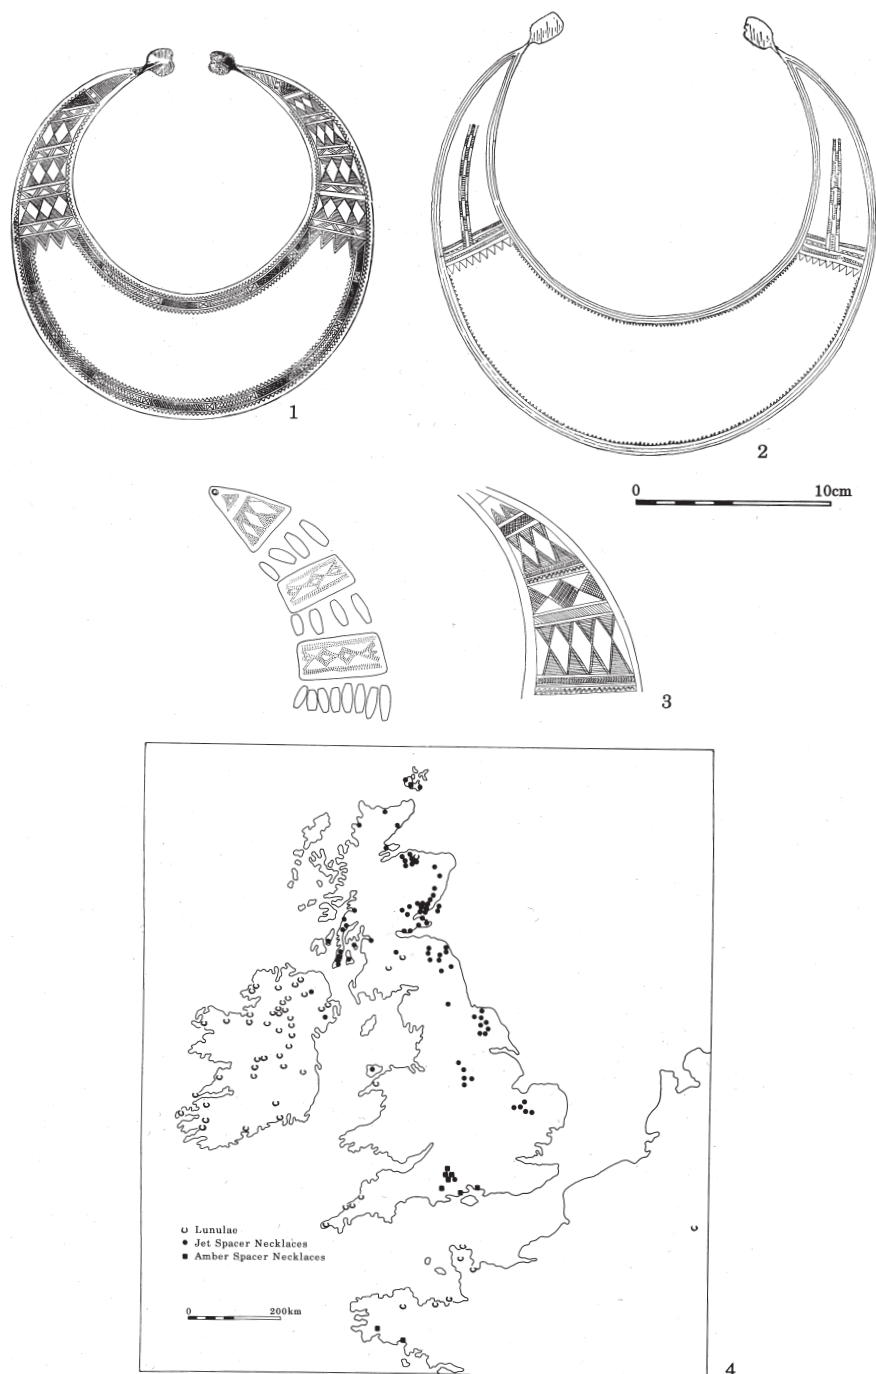 1
2
0 10cm
3
Lunulae
Jet Spacer Necklaces
Amber Spacer Necklaces
0 200km
4